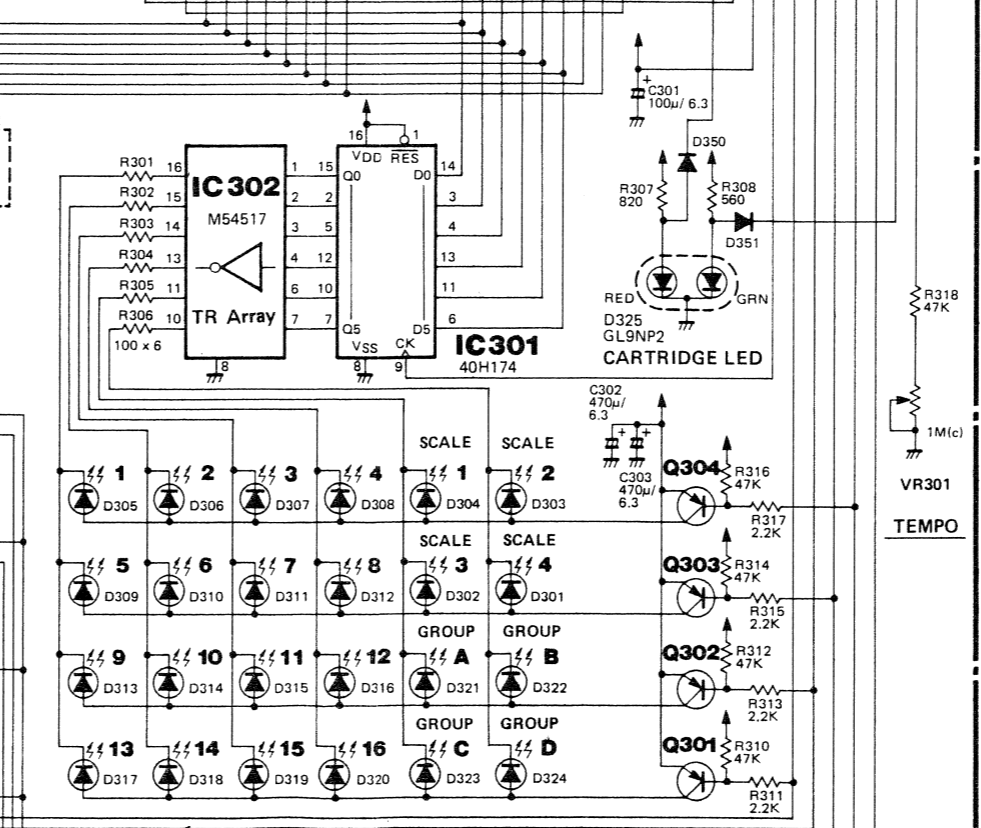 C301
100µ/ 6.3
D350
16
1
VDD
RES
R301
16
IC302
1
15
Q0
D0
14
R302
15
M54517
2
2
3
R303
14
3
5
4
R304
13
4
12
13
R305
11
6
10
11
R306
10
TR Array
7
7
Q5
D5
6
100 x 6
8
VSS
8
CK
9
IC301
40H174
R307
820
R308
560
D351
RED
GRN
D325
GL9NP2
CARTRIDGE LED
R318
47K
1M(c)
VR301
TEMPO
C302
470µ/
6.3
C303
470µ/
6.3
SCALE
SCALE
1
2
3
4
1
2
D305
D306
D307
D308
D304
D303
Q304
R316
47K
R317
2.2K
SCALE
SCALE
5
6
7
8
3
4
D309
D310
D311
D312
D302
D301
Q303
R314
47K
R315
2.2K
GROUP
GROUP
9
10
11
12
A
B
D313
D314
D315
D316
D321
D322
Q302
R312
47K
R313
2.2K
GROUP
GROUP
13
14
15
16
C
D
D317
D318
D319
D320
D323
D324
Q301
R310
47K
R311
2.2K